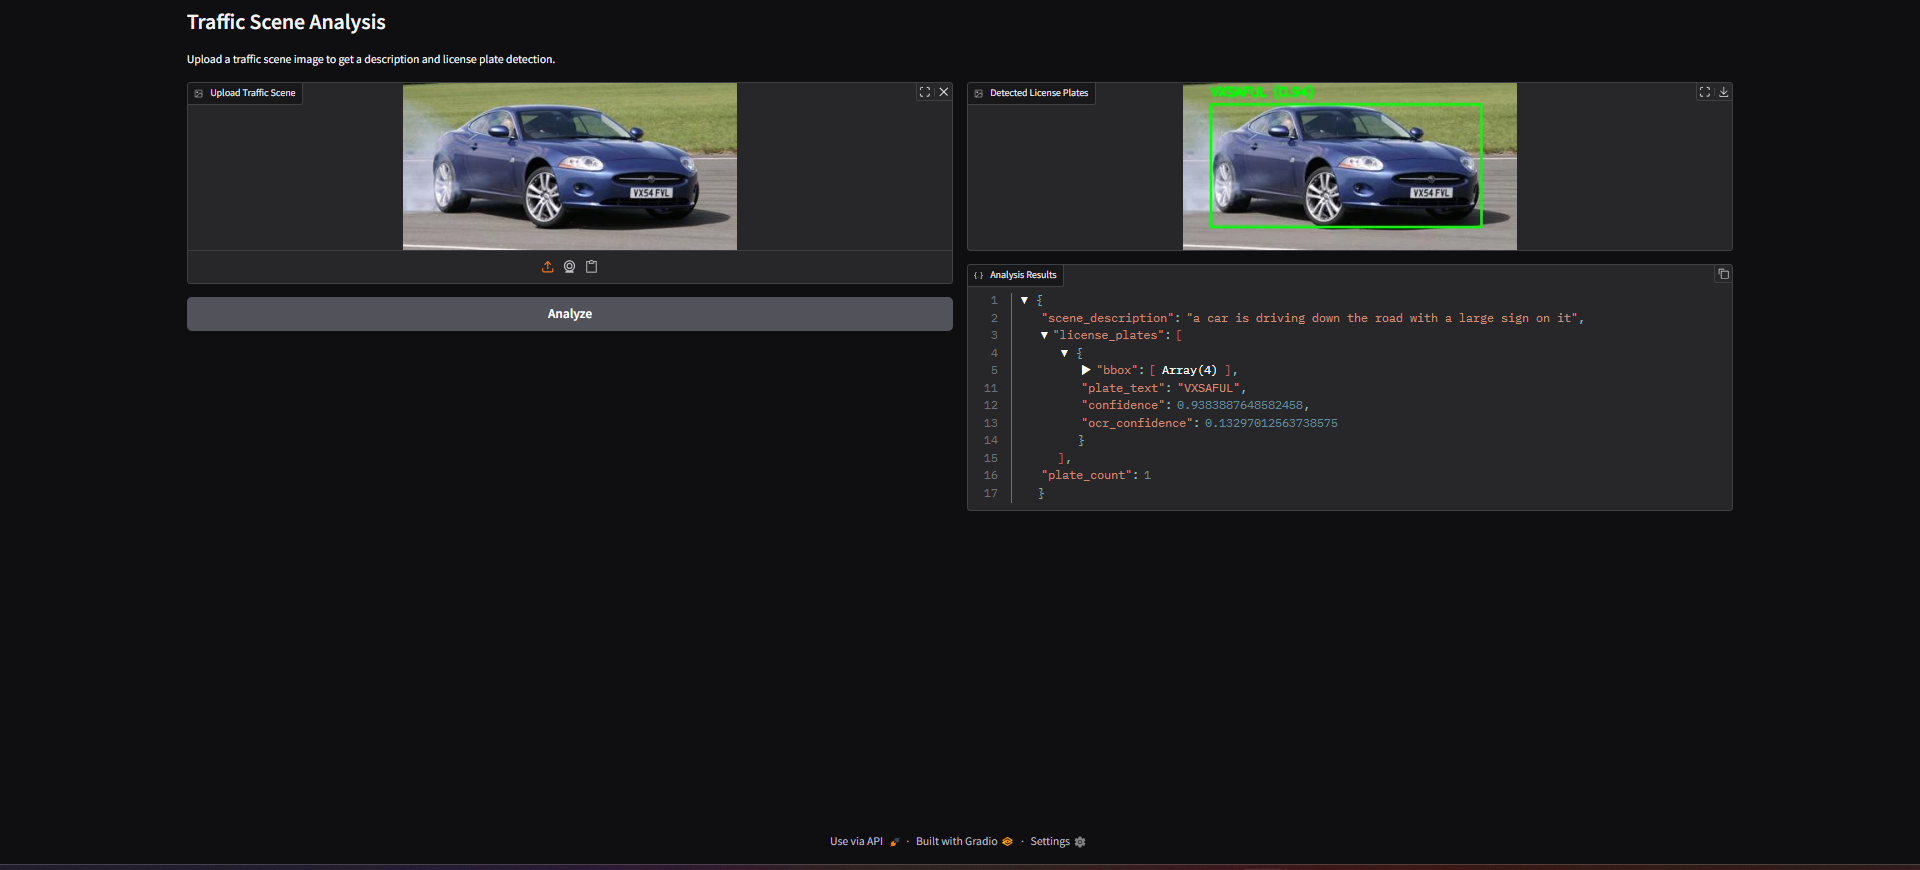 Traffic Scene Analysis
Upload a traffic scene image to get a description and license plate detection.
Upload Traffic Scene
VX54 FVL
Analyze
Detected License Plates
VXSAFUL (0.94)
VX54 FVL
{ } Analysis Results
1 {
2 "scene_description": "a car is driving down the road with a large sign on it",
3 "license_plates": [
4 {
5 "bbox": [ Array(4) ],
11 "plate_text": "VXSAFUL",
12 "confidence": 0.9383887648582458,
13 "ocr_confidence": 0.13297012563738575
14 }
15 ],
16 "plate_count": 1
17 }
Use via API · Built with Gradio · Settings